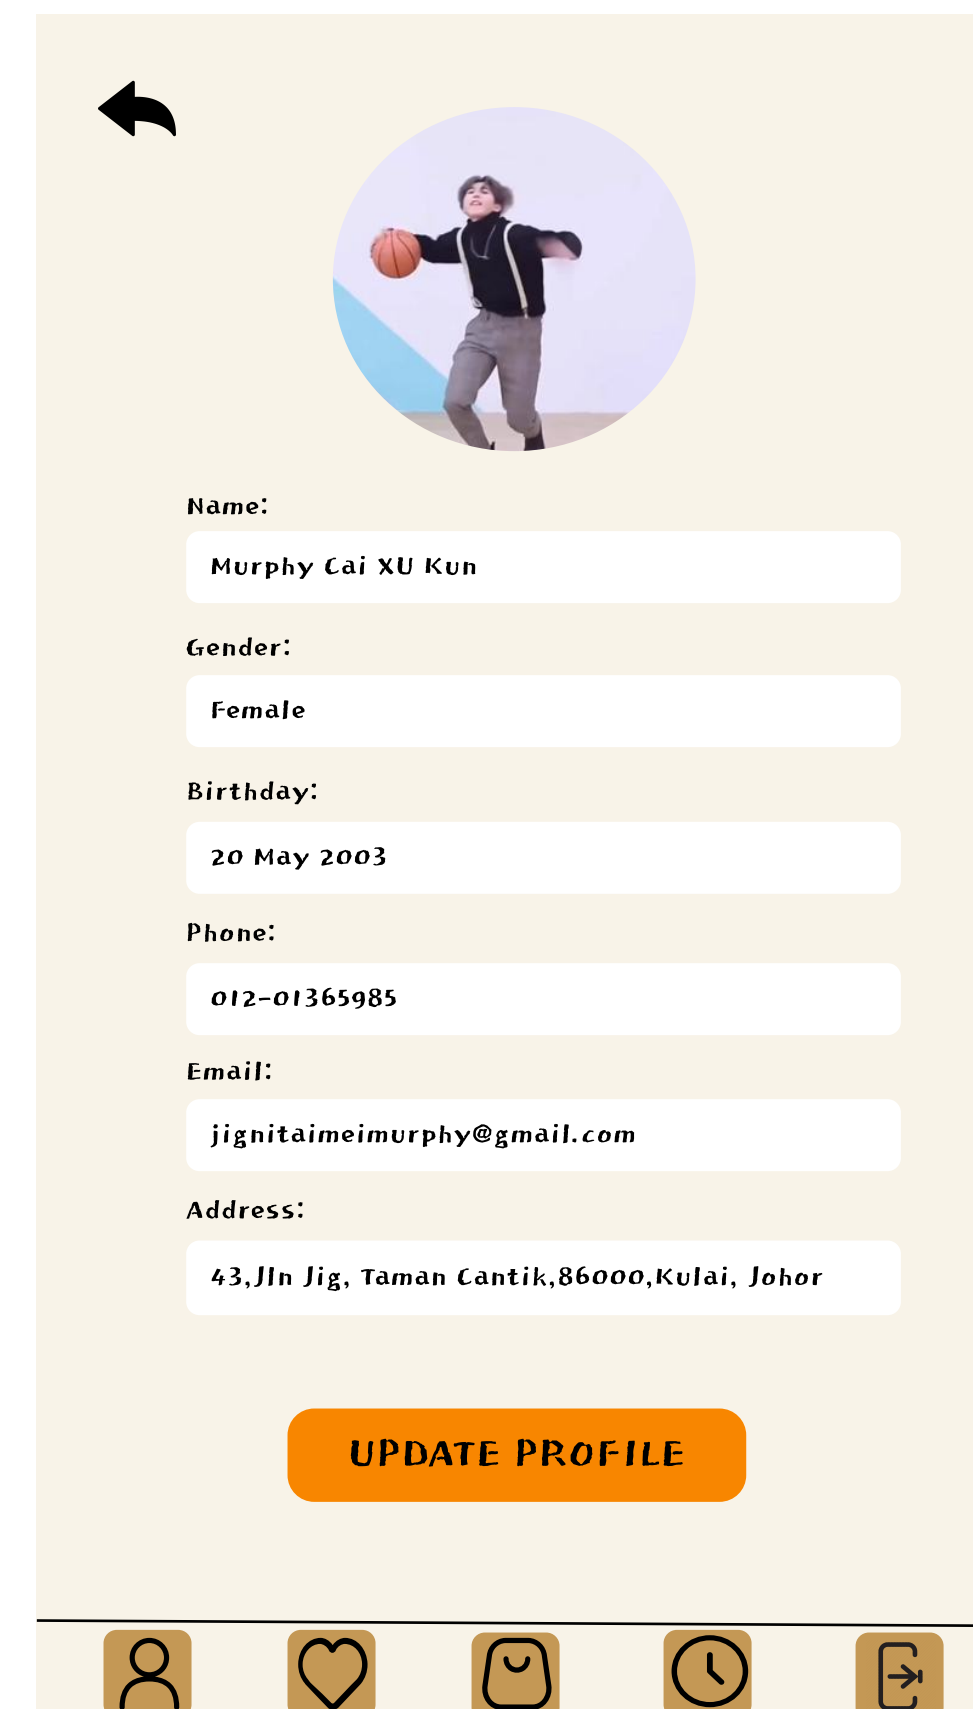 Name:
Murphy Cai XU Kun
Gender:
Female
Birthday:
20 May 2003
Phone:
012-01365985
Email:
jignitaimeimurphy@gmail.com
Address:
43,Jln Jig, Taman Cantik,86000,Kulai, Johor
UPDATE PROFILE